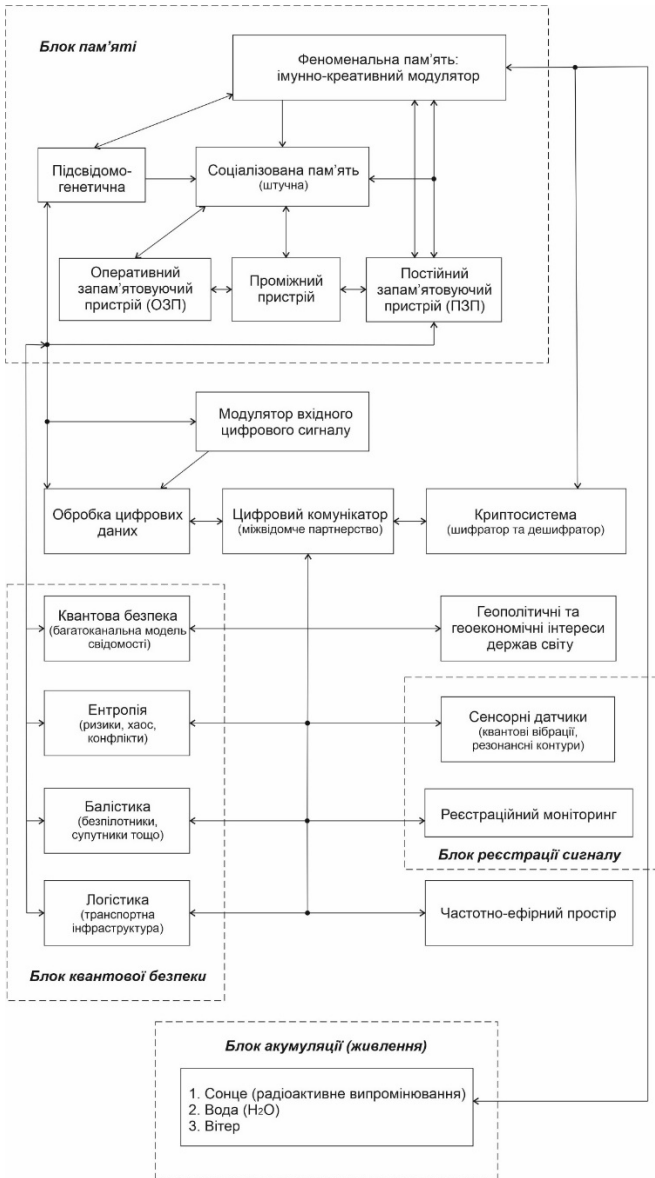 Блок пам’яті
Феноменальна пам’ять:
імунно-креативний модулятор
Підсвідомо-
генетична
Соціалізована пам’ять
(штучна)
Оперативний
запам’ятовуючий
пристрій (ОЗП)
Проміжний
пристрій
Постійний
запам’ятовуючий
пристрій (ПЗП)
Модулятор вхідного
цифрового сигналу
Обробка цифрових
даних
Цифровий комунікатор
(міжвідомче партнерство)
Криптосистема
(шифратор та дешифратор)
Квантова безпека
(багатоканальна модель
свідомості)
Геополітичні та
геоекономічні інтереси
держав світу
Ентропія
(ризики, хаос,
конфлікти)
Сенсорні датчики
(квантові вібрації,
резонансні контури)
Балістика
(безпілотники,
супутники тощо)
Реєстраційний моніторинг
Блок реєстрації сигналу
Логістика
(транспортна
інфраструктура)
Частотно-ефірний простір
Блок квантової безпеки
Блок акумуляції (живлення)
1. Сонце (радіоактивне випромінювання)
2. Вода (H2O)
3. Вітер